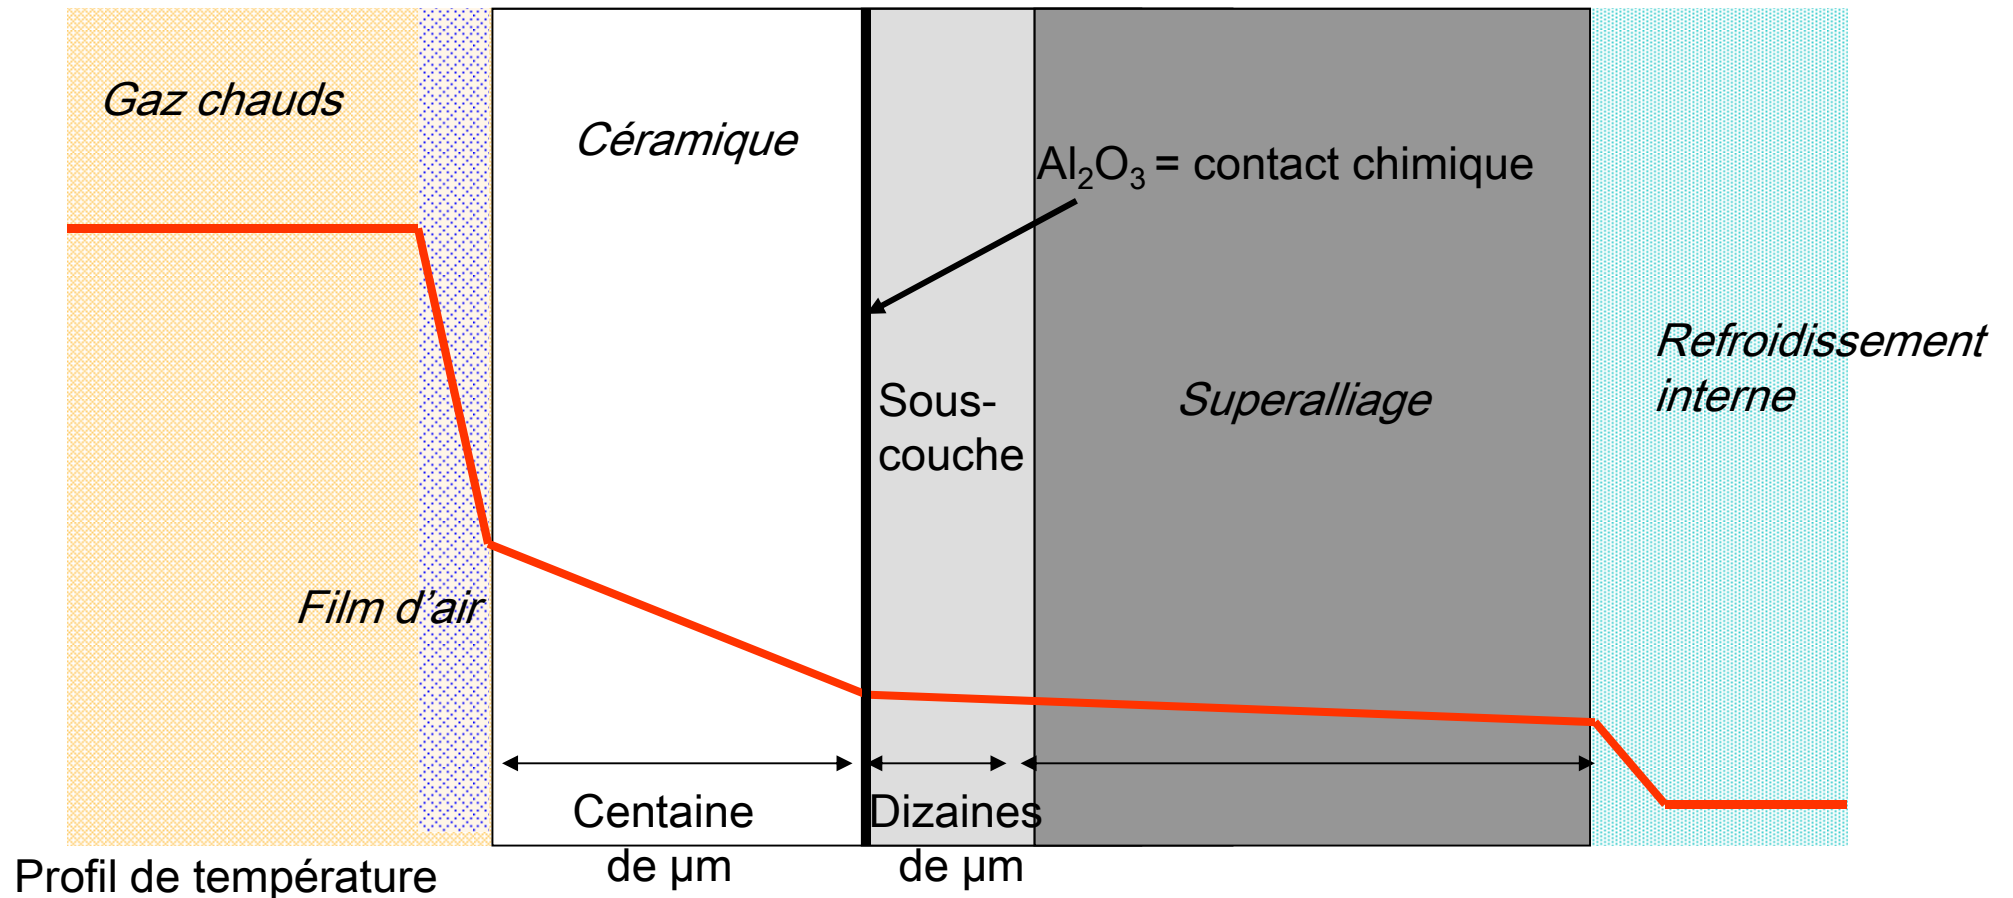 Gaz chauds
Céramique
Al₂O₃ = contact chimique
Refroidissement
interne
Sous-
couche
Superalliage
Film d’air
Centaine
de µm
Dizaines
de µm
Profil de température